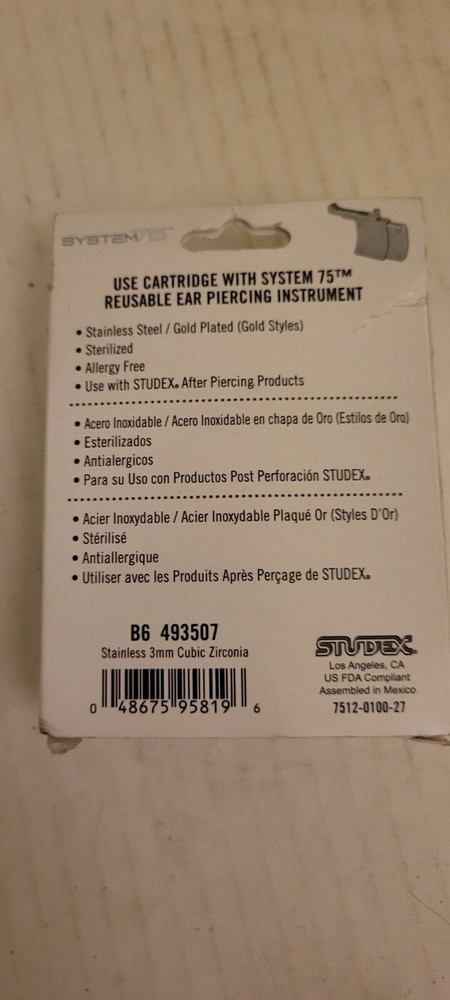 SYSTEM75™
USE CARTRIDGE WITH SYSTEM 75™
REUSABLE EAR PIERCING INSTRUMENT
• Stainless Steel / Gold Plated (Gold Styles)
• Sterilized
• Allergy Free
• Use with STUDEX® After Piercing Products
• Acero Inoxidable / Acero Inoxidable en chapa de Oro (Estilos de Oro)
• Esterilizados
• Antialergicos
• Para su Uso con Productos Post Perforación STUDEX®
• Acier Inoxydable / Acier Inoxydable Plaqué Or (Styles D'Or)
• Stérilisé
• Antiallergique
• Utiliser avec les Produits Après Perçage de STUDEX®
B6 493507
Stainless 3mm Cubic Zirconia
0 48675 95819 6
STUDEX®
Los Angeles, CA
US FDA Compliant
Assembled in Mexico
7512-0100-27